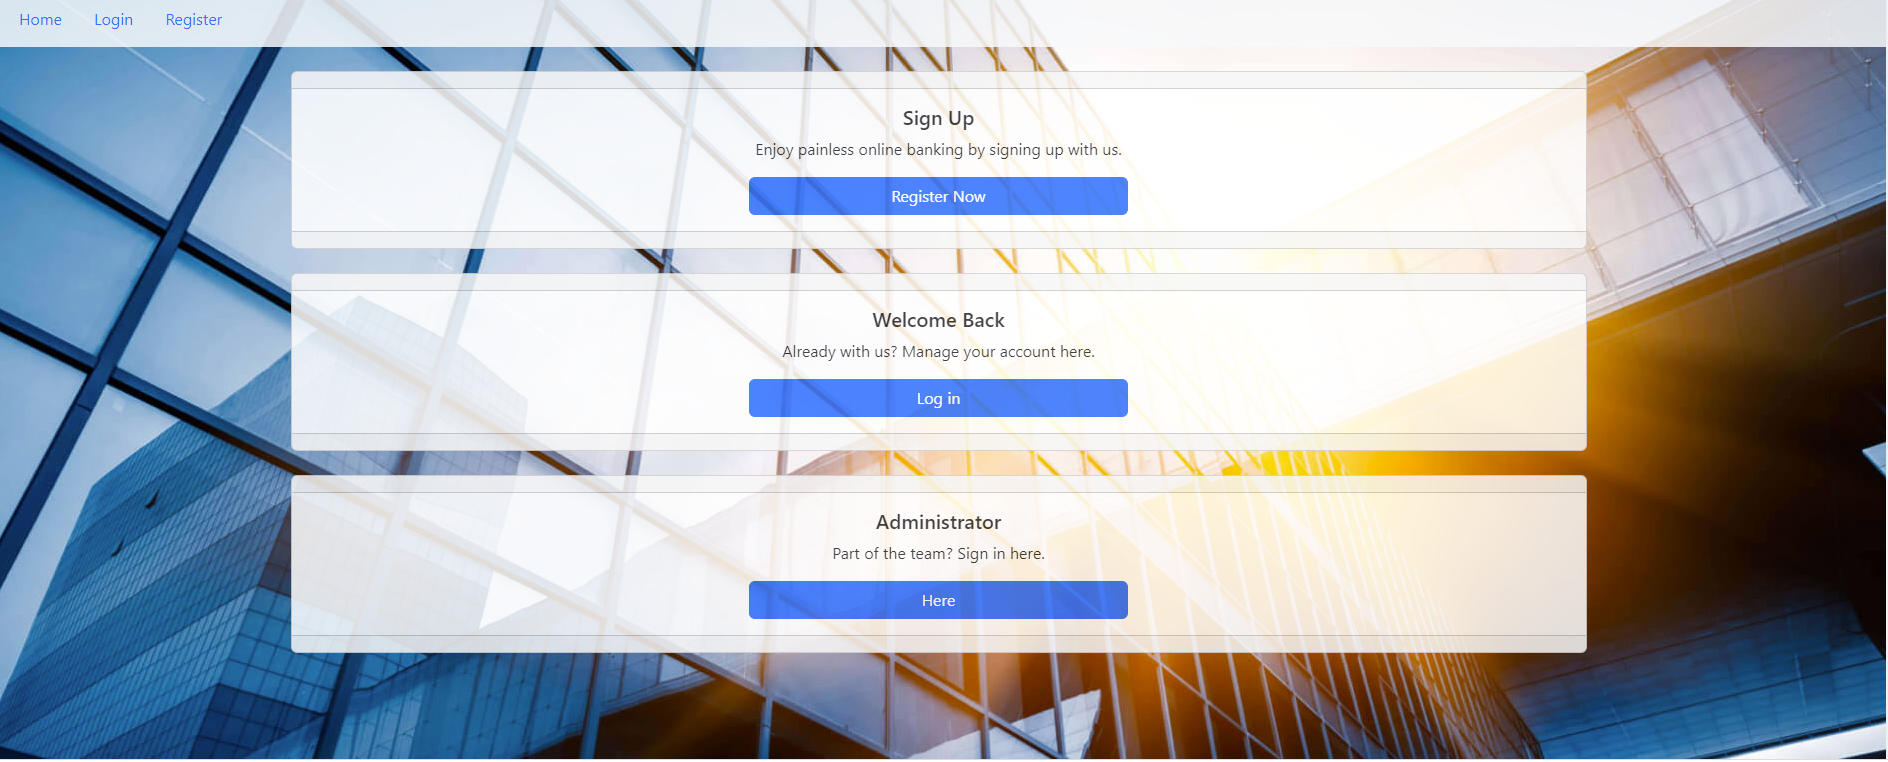 Home Login Register
Sign Up
Enjoy painless online banking by signing up with us.
Register Now
Welcome Back
Already with us? Manage your account here.
Log in
Administrator
Part of the team? Sign in here.
Here